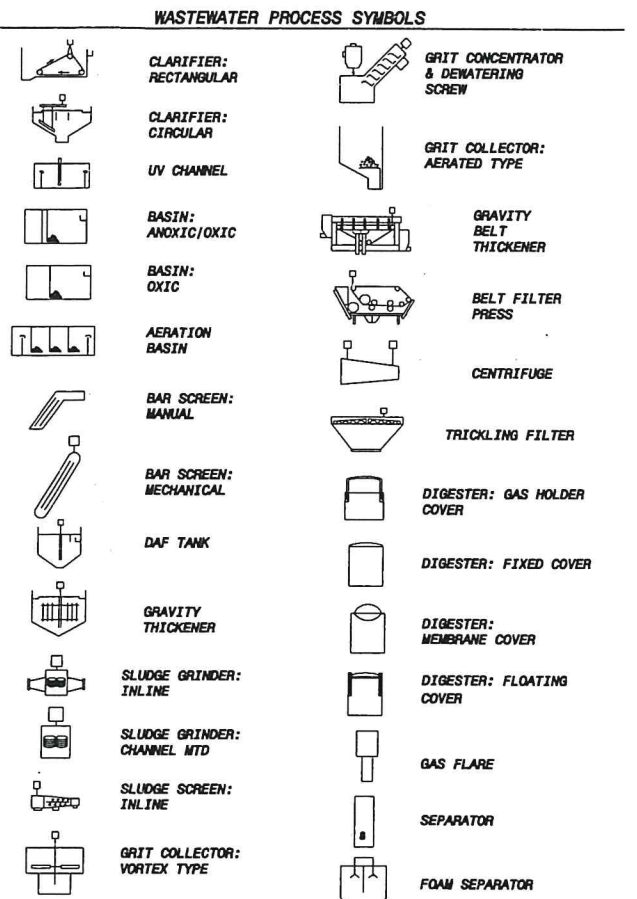 WASTEWATER PROCESS SYMBOLS
CLARIFIER:
RECTANGULAR
CLARIFIER:
CIRCULAR
UV CHANNEL
BASIN:
ANOXIC/OXIC
BASIN:
OXIC
AERATION
BASIN
BAR SCREEN:
MANUAL
BAR SCREEN:
MECHANICAL
DAF TANK
GRAVITY
THICKENER
SLUDGE GRINDER:
INLINE
SLUDGE GRINDER:
CHANNEL MTD
SLUDGE SCREEN:
INLINE
GRIT COLLECTOR:
VORTEX TYPE
GRIT CONCENTRATOR
& DEWATERING
SCREW
GRIT COLLECTOR:
AERATED TYPE
GRAVITY
BELT
THICKENER
BELT FILTER
PRESS
CENTRIFUGE
TRICKLING FILTER
DIGESTER: GAS HOLDER
COVER
DIGESTER: FIXED COVER
DIGESTER:
MEMBRANE COVER
DIGESTER: FLOATING
COVER
GAS FLARE
SEPARATOR
FOAM SEPARATOR